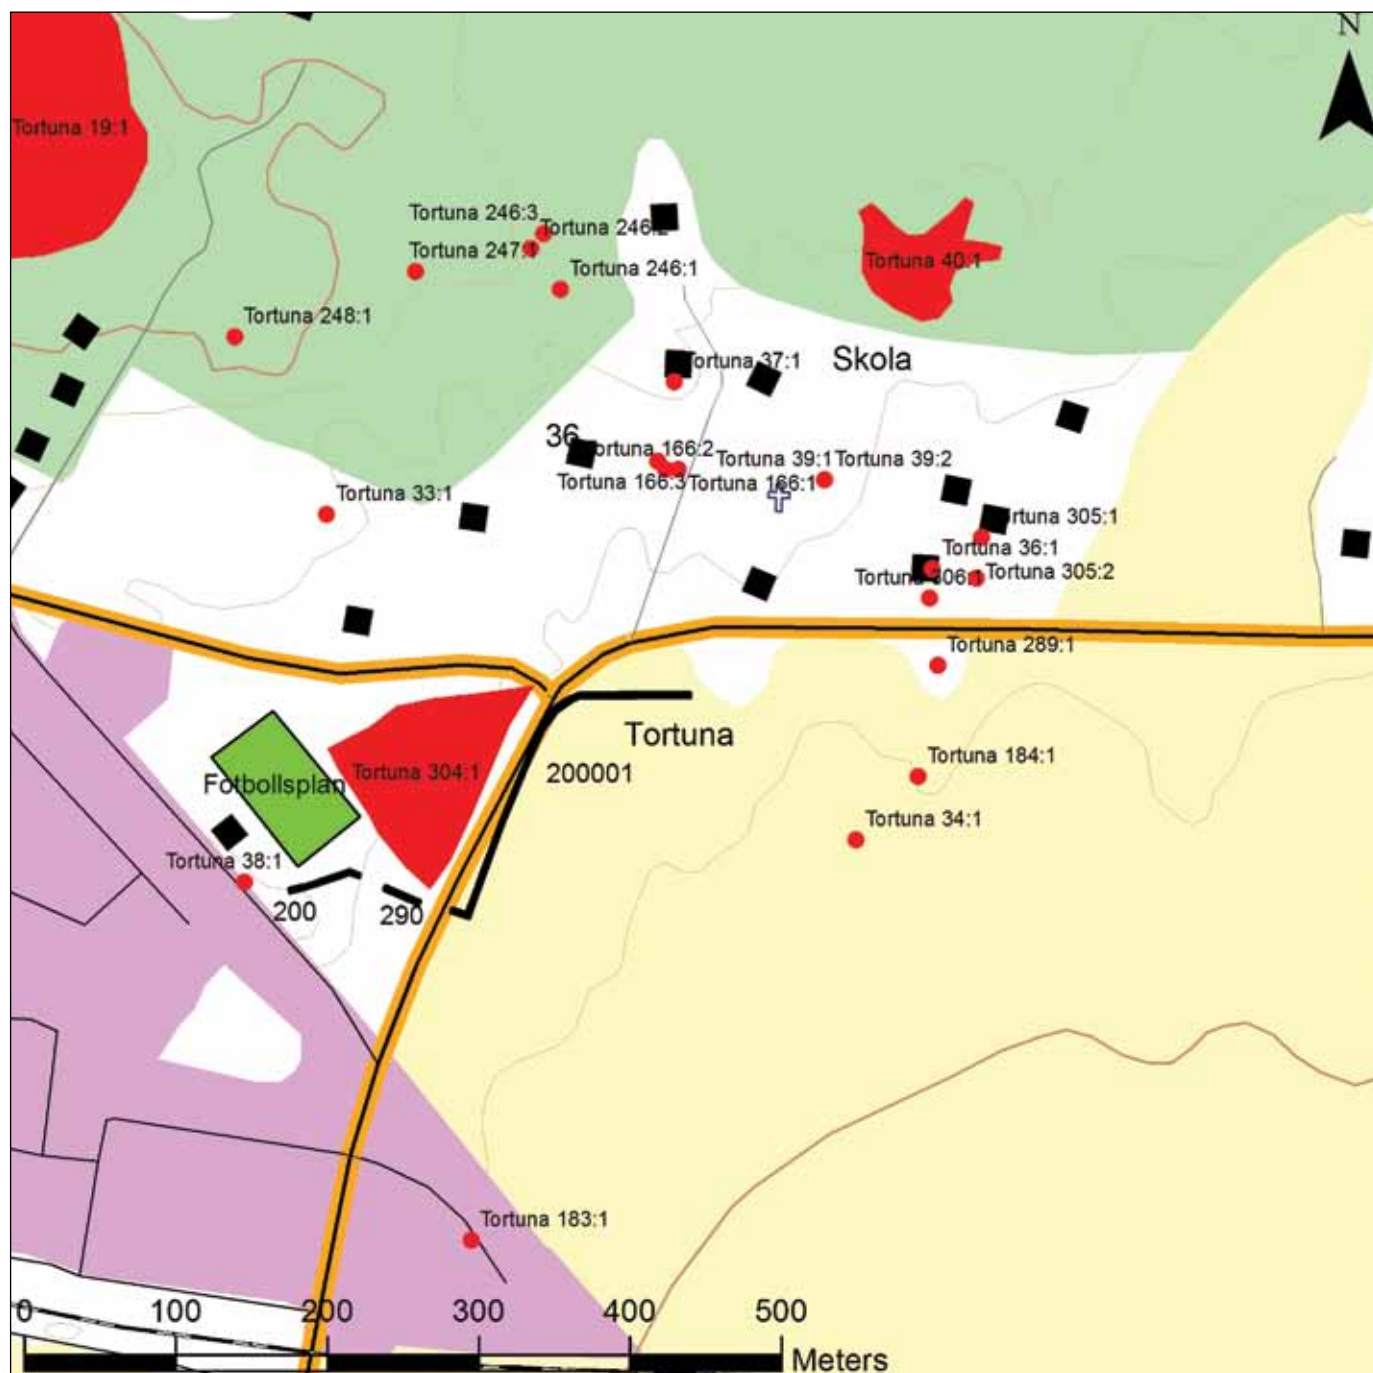 N
Tortuna 19:1
Tortuna 246:3
Tortuna 246:2
Tortuna 247:1
Tortuna 246:1
Tortuna 40:1
Tortuna 248:1
Tortuna 37:1
Skola
36
Tortuna 166:2
Tortuna 39:1
Tortuna 39:2
Tortuna 166:3
Tortuna 166:1
Tortuna 33:1
Tortuna 305:1
Tortuna 36:1
Tortuna 306:1
Tortuna 305:2
Tortuna 289:1
Tortuna
Tortuna 184:1
Tortuna 304:1
200001
Fotbollsplan
Tortuna 34:1
Tortuna 38:1
200
290
Tortuna 183:1
0 100 200 300 400 500
Meters